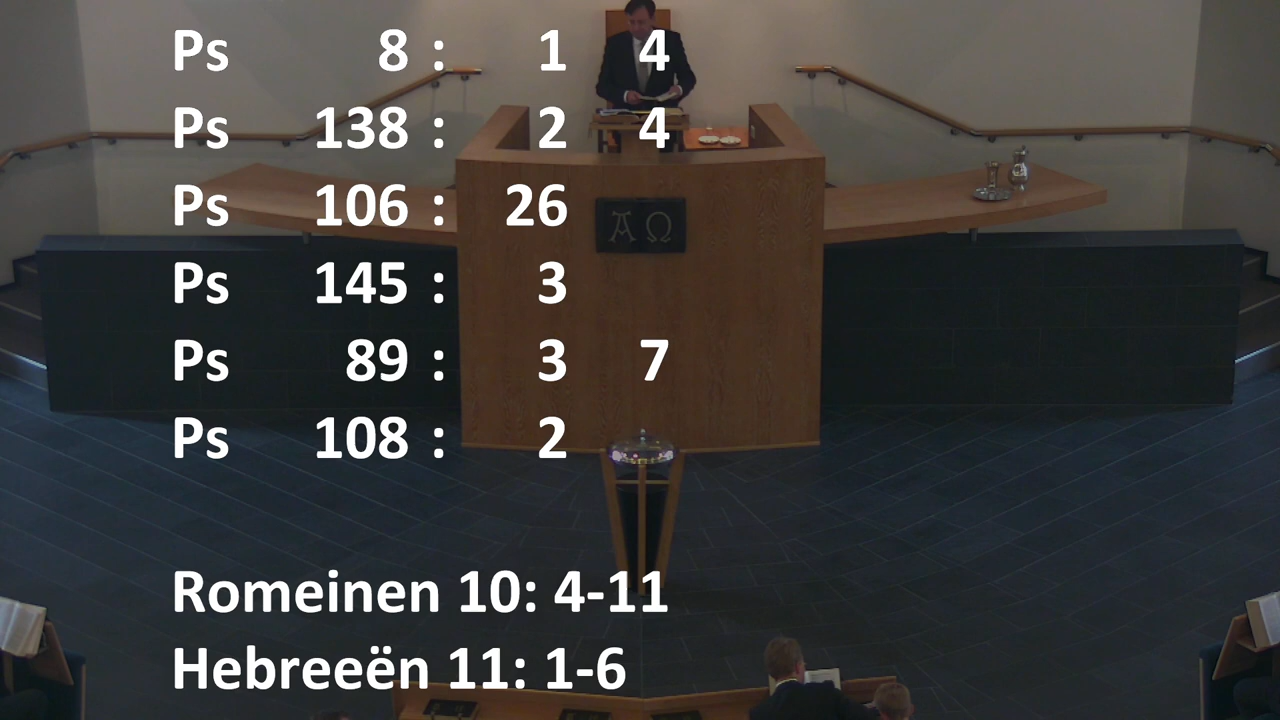 Ps 8 : 1 4
Ps 138 : 2 4
Ps 106 : 26
ΑΩ
Ps 145 : 3
Ps 89 : 3 7
Ps 108 : 2
Romeinen 10: 4-11
Hebreeën 11: 1-6